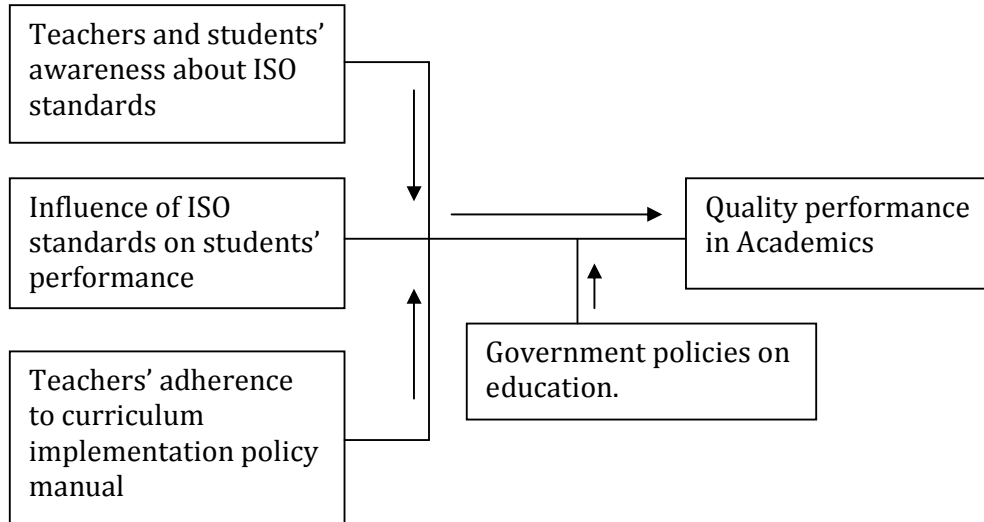 Teachers and students’
awareness about ISO
standards
Influence of ISO
standards on students’
performance
Teachers’ adherence
to curriculum
implementation policy
manual
Quality performance
in Academics
Government policies on
education.